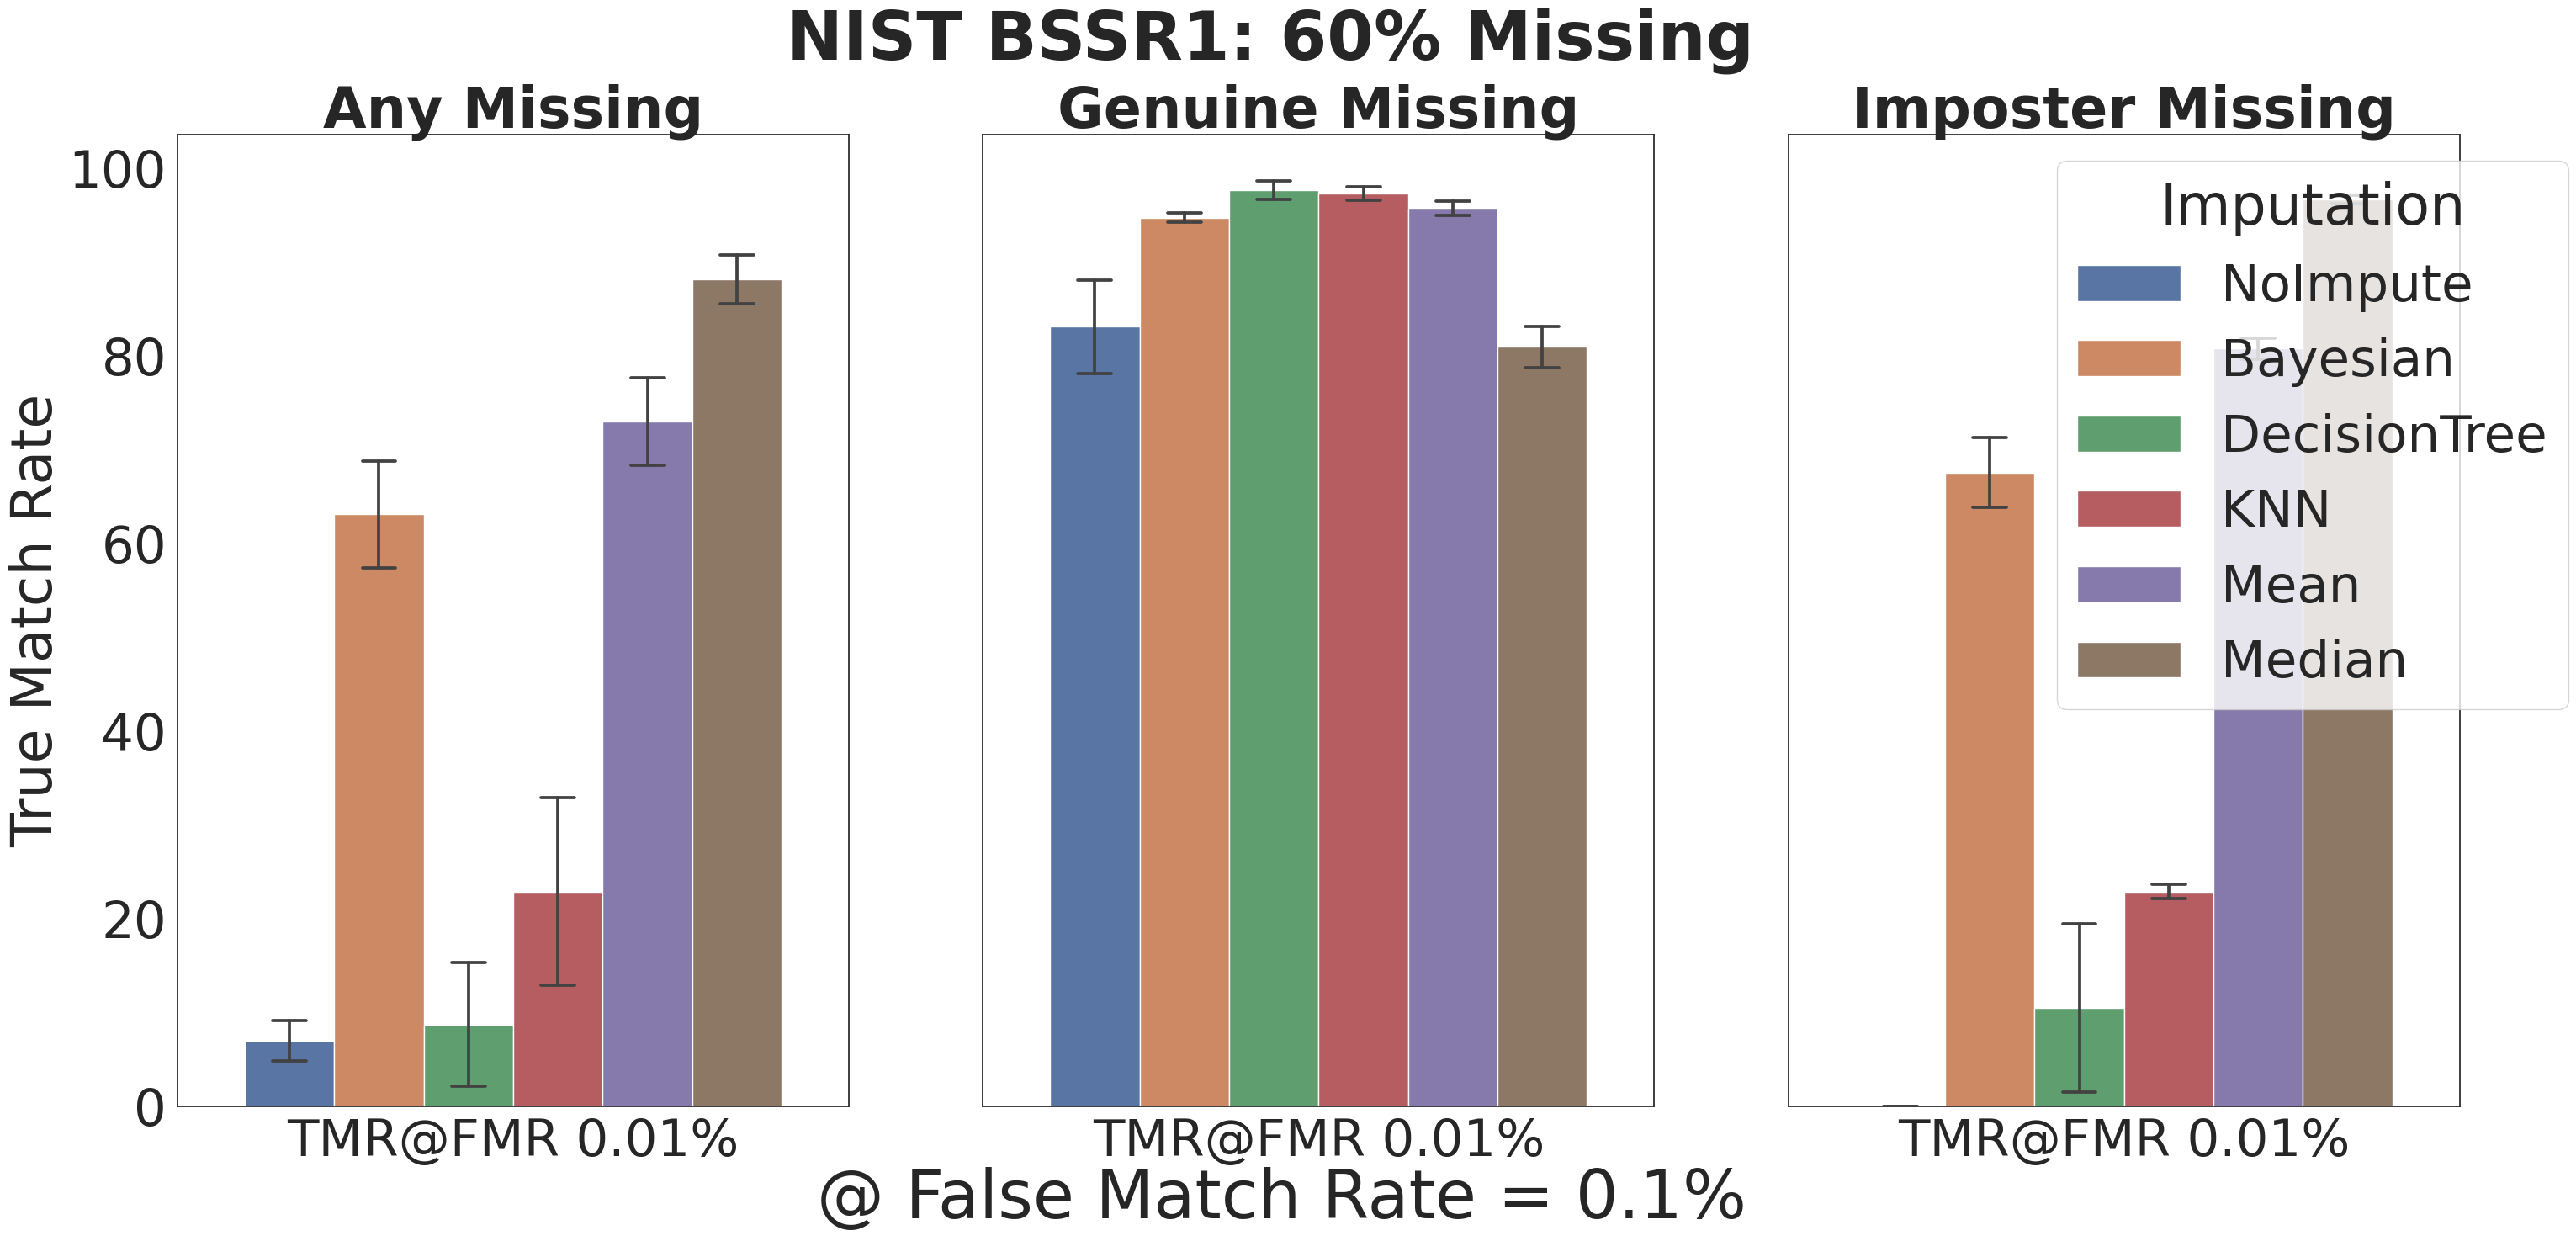 NIST BSSR1: 60% Missing
Any Missing
Genuine Missing
Imposter Missing
True Match Rate
100
80
60
40
20
0
Imputation
NoImpute
Bayesian
DecisionTree
KNN
Mean
Median
TMR@FMR 0.01%
TMR@FMR 0.01%
TMR@FMR 0.01%
@ False Match Rate = 0.1%